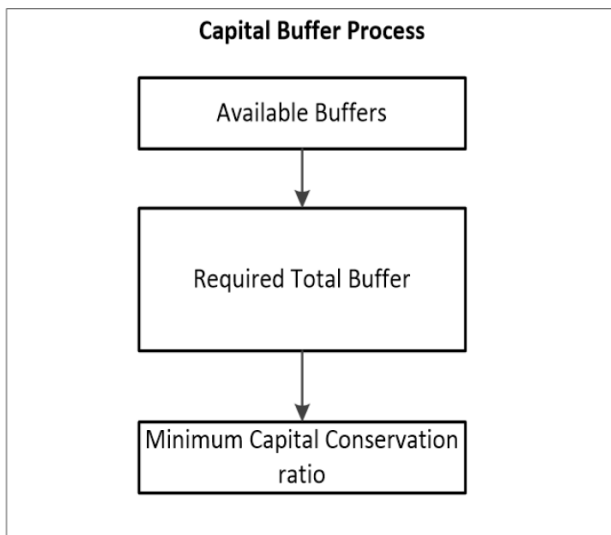 Capital Buffer Process
Available Buffers
Required Total Buffer
Minimum Capital Conservation
ratio